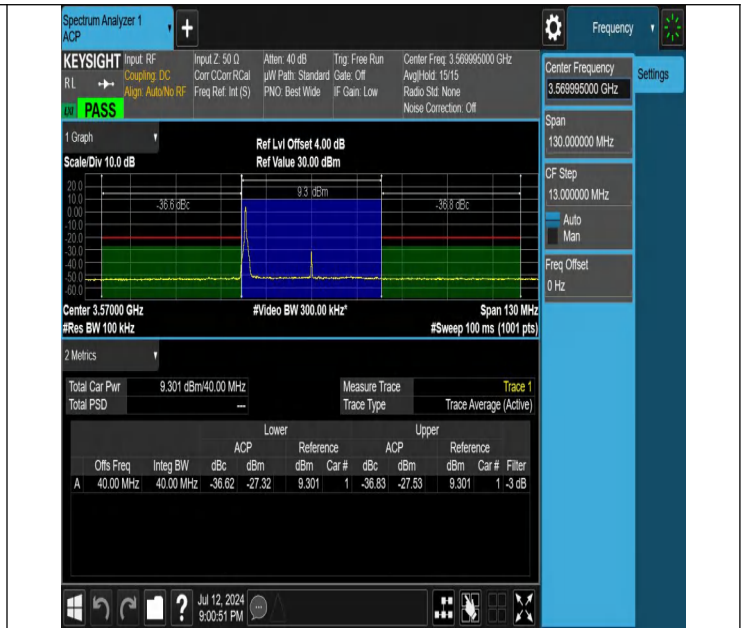 Spectrum Analyzer 1
ACP
+
Frequency
KEYSIGHT
RL
PASS
Input: RF
Coupling: DC
Align: Auto/No RF
Input Z: 50 Ω
Corr CCorr RCal
Freq Ref: Int (S)
Atten: 40 dB
µW Path: Standard
PNO: Best Wide
Trig: Free Run
Gate: Off
IF Gain: Low
Center Freq: 3.569995000 GHz
Avg|Hold: 15/15
Radio Std: None
Noise Correction: Off
Center Frequency
3.569995000 GHz
Settings
Span
130.000000 MHz
CF Step
13.000000 MHz
Auto
Man
Freq Offset
0 Hz
1 Graph
Scale/Div 10.0 dB
Ref Lvl Offset 4.00 dB
Ref Value 30.00 dBm
20.0
10.0
0.00
-10.0
-20.0
-30.0
-40.0
-50.0
-60.0
-36.6 dBc
9.3 dBm
-36.8 dBc
Center 3.57000 GHz
#Video BW 300.00 kHz*
Span 130 MHz
#Res BW 100 kHz
#Sweep 100 ms (1001 pts)
2 Metrics
Total Car Pwr 9.301 dBm/40.00 MHz
Total PSD ---
Measure Trace Trace 1
Trace Type Trace Average (Active)
Lower Upper
ACP Reference ACP Reference
Offs Freq Integ BW dBc dBm dBm Car # dBc dBm dBm Car # Filter
A 40.00 MHz 40.00 MHz -36.62 -27.32 9.301 1 -36.83 -27.53 9.301 1 -3 dB
?
Jul 12, 2024
9:00:51 PM